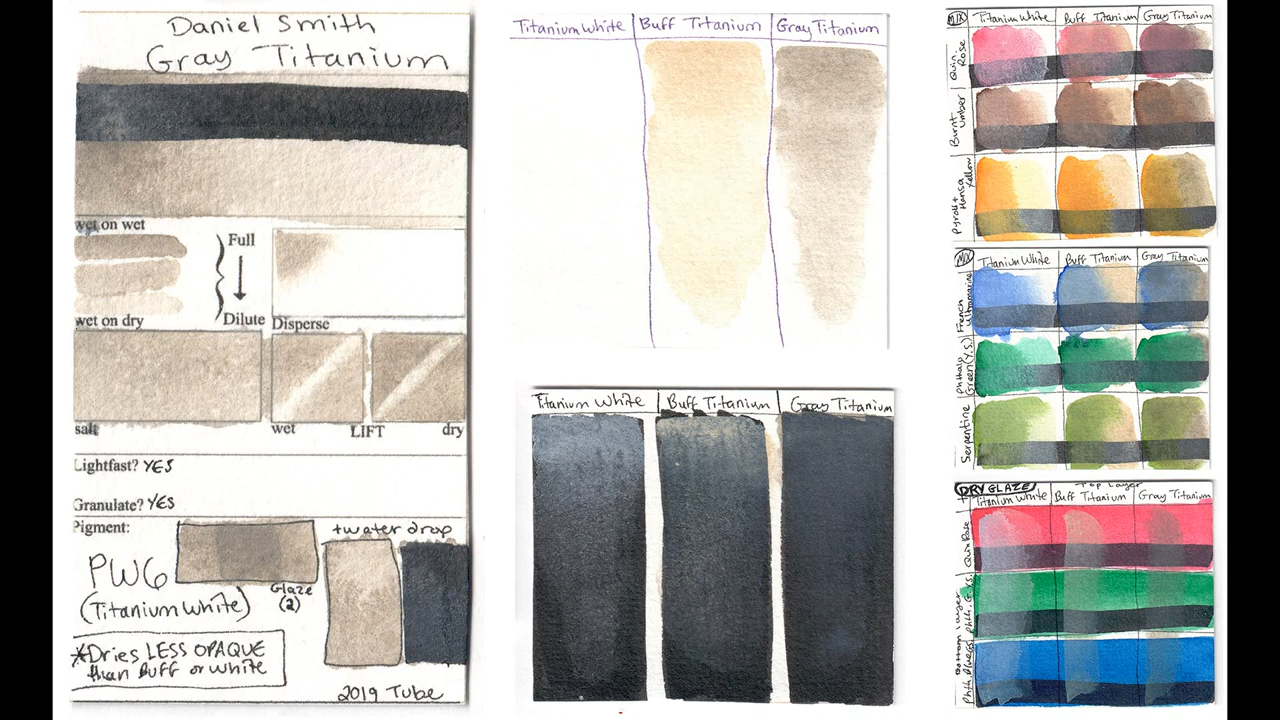 Daniel Smith
Gray Titanium
wet on wet
Full
wet on dry
Dilute
Disperse
salt
wet
LIFT
dry
Lightfast? YES
Granulate? YES
Pigment:
PW6
(Titanium White)
Glaze
(2)
+water drop
*Dries LESS OPAQUE
than BUFF or white
2019 Tube
Titanium White
Buff Titanium
Gray Titanium
Titanium White
Buff Titanium
Gray Titanium
MIX
Titanium White
Buff Titanium
Gray Titanium
Quin. Rose
Burnt Umber
Pyrol + Hansa Yellow
MIX
Titanium White
Buff Titanium
Gray Titanium
French Ultramarine
Phthalo Green (Y.S.)
Serpentine
DRY GLAZE
Top Layer
Titanium White
Buff Titanium
Gray Titanium
Bottom Layer
Quin Rose
Phth. G. YS.